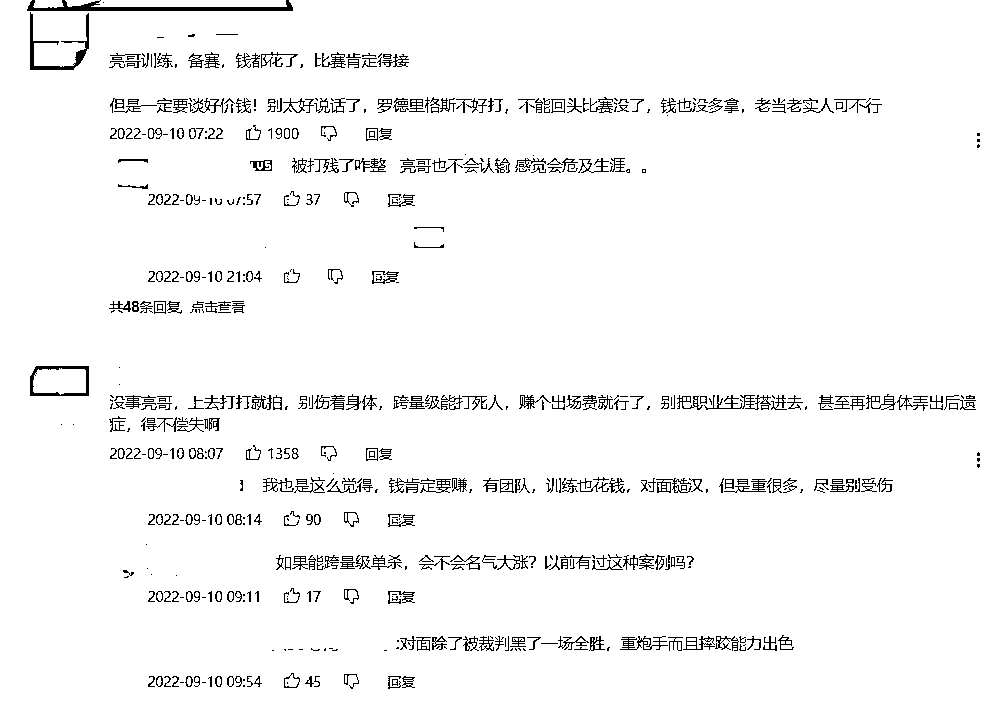 亮哥训练，备赛，钱都花了，比赛肯定得接
但是一定要谈好价钱！别太好说话了，罗德里格斯不好打，不能回头比赛没了，钱也没多拿，老当老实人可不行
2022-09-10 07:22 1900 回复
被打残了咋整 亮哥也不会认输 感觉会危及生涯。。
2022-09-10 07:57 37 回复
2022-09-10 21:04 回复
共48条回复, 点击查看
没事亮哥，上去打打就拍，别伤着身体，跨量级能打死人，赚个出场费就行了，别把职业生涯搭进去，甚至再把身体弄出后遗
症，得不偿失啊
2022-09-10 08:07 1358 回复
我也是这么觉得，钱肯定要赚，有团队，训练也花钱，对面糙汉，但是重很多，尽量别受伤
2022-09-10 08:14 90 回复
如果能跨量级单杀，会不会名气大涨？以前有过这种案例吗？
2022-09-10 09:11 17 回复
:对面除了被裁判黑了一场全胜，重炮手而且摔跤能力出色
2022-09-10 09:54 45 回复